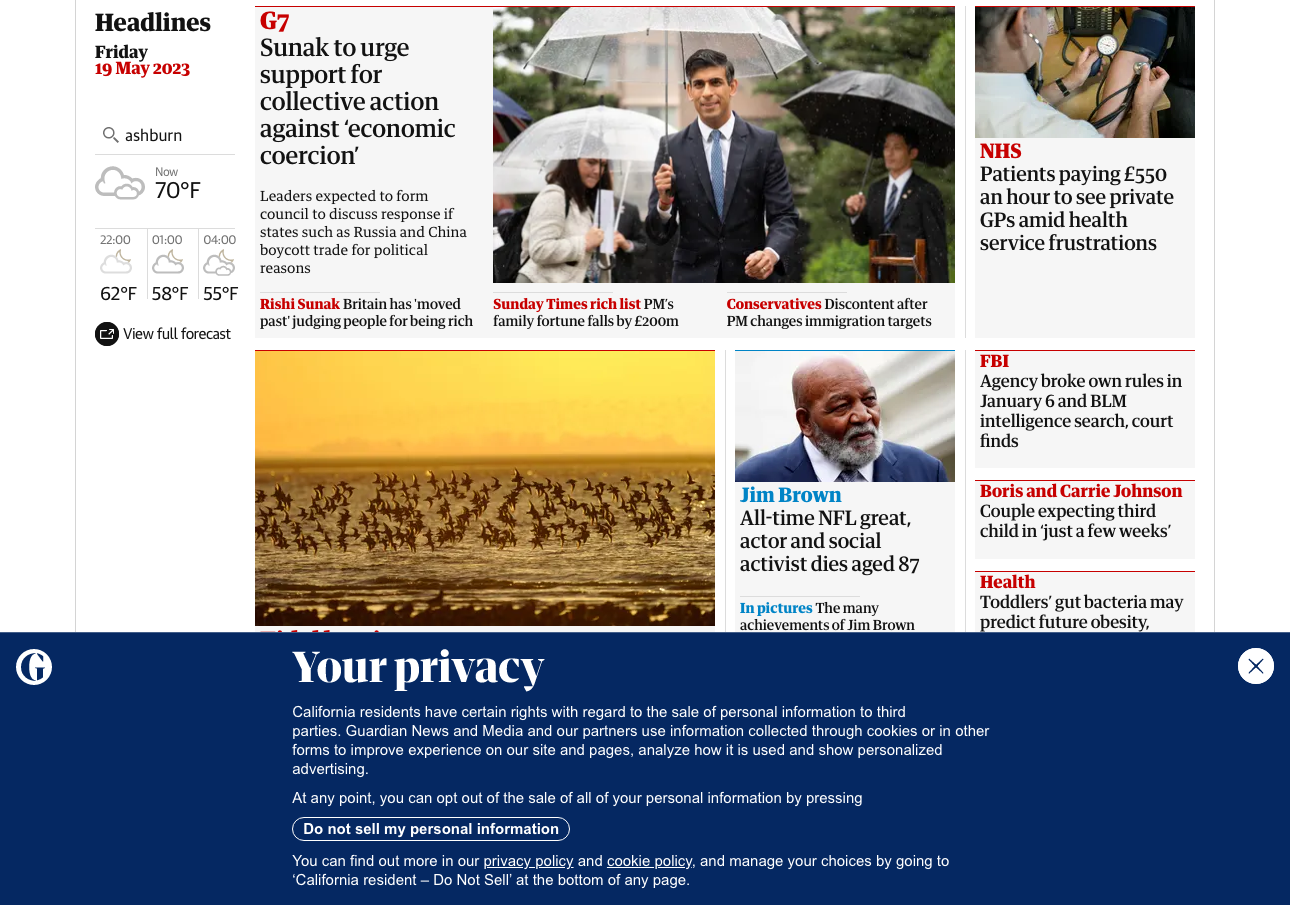 Headlines
Friday
19 May 2023
ashburn
Now
70°F
22:00
62°F
01:00
58°F
04:00
55°F
View full forecast
G7
Sunak to urge
support for
collective action
against ‘economic
coercion’
Leaders expected to form
council to discuss response if
states such as Russia and China
boycott trade for political
reasons
Rishi Sunak Britain has 'moved
past' judging people for being rich
Sunday Times rich list PM’s
family fortune falls by £200m
Conservatives Discontent after
PM changes immigration targets
NHS
Patients paying £550
an hour to see private
GPs amid health
service frustrations
Jim Brown
All-time NFL great,
actor and social
activist dies aged 87
In pictures The many
achievements of Jim Brown
FBI
Agency broke own rules in
January 6 and BLM
intelligence search, court
finds
Boris and Carrie Johnson
Couple expecting third
child in ‘just a few weeks’
Health
Toddlers’ gut bacteria may
predict future obesity,
G
Your privacy
California residents have certain rights with regard to the sale of personal information to third
parties. Guardian News and Media and our partners use information collected through cookies or in other
forms to improve experience on our site and pages, analyze how it is used and show personalized
advertising.
At any point, you can opt out of the sale of all of your personal information by pressing
Do not sell my personal information
You can find out more in our privacy policy and cookie policy, and manage your choices by going to
‘California resident – Do Not Sell’ at the bottom of any page.